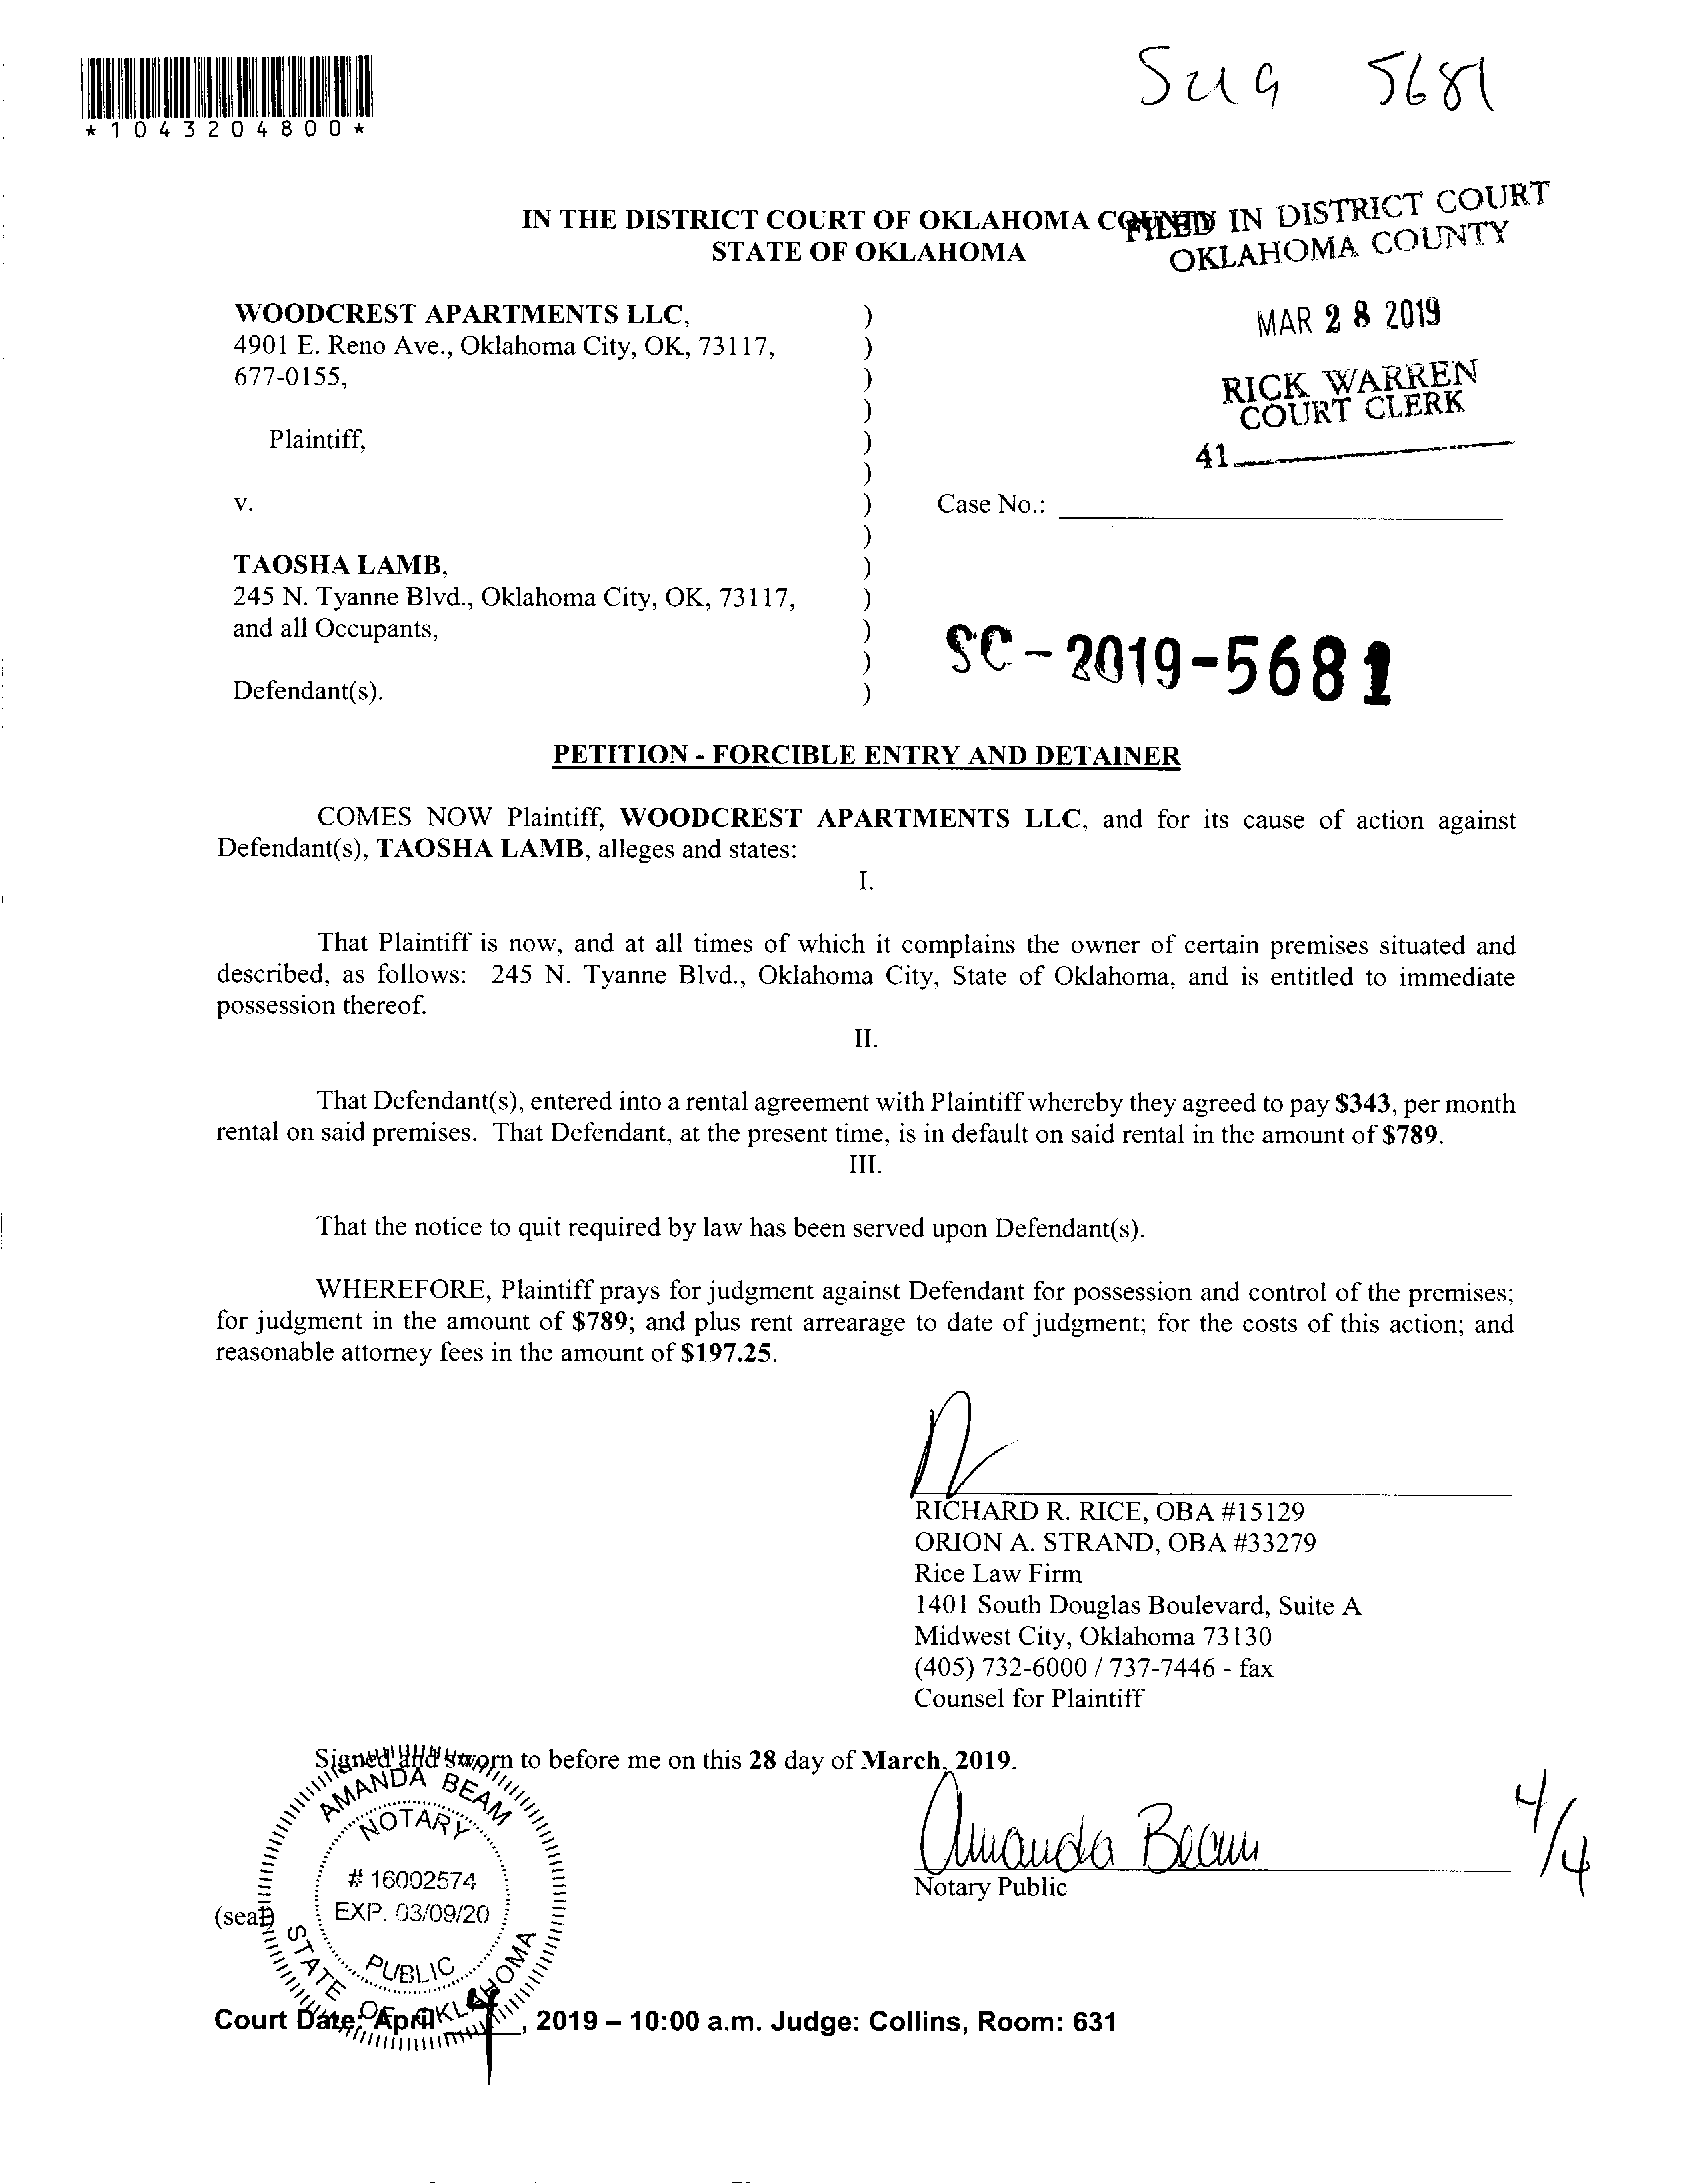 Sug 5681
*1043204800*
IN THE DISTRICT COURT OF OKLAHOMA COUNTY
STATE OF OKLAHOMA
FILED IN DISTRICT COURT
OKLAHOMA COUNTY
MAR 28 2019
RICK WARREN
COURT CLERK
41
WOODCREST APARTMENTS LLC, )
4901 E. Reno Ave., Oklahoma City, OK, 73117, )
677-0155, )
)
Plaintiff, )
)
v. ) Case No.:
)
TAOSHA LAMB, )
245 N. Tyanne Blvd., Oklahoma City, OK, 73117, )
and all Occupants, )
)
Defendant(s). )
SC-2019-5681
PETITION - FORCIBLE ENTRY AND DETAINER
COMES NOW Plaintiff, WOODCREST APARTMENTS LLC, and for its cause of action against
Defendant(s), TAOSHA LAMB, alleges and states:
I.
That Plaintiff is now, and at all times of which it complains the owner of certain premises situated and
described, as follows: 245 N. Tyanne Blvd., Oklahoma City, State of Oklahoma, and is entitled to immediate
possession thereof.
II.
That Defendant(s), entered into a rental agreement with Plaintiff whereby they agreed to pay $343, per month
rental on said premises. That Defendant, at the present time, is in default on said rental in the amount of $789.
III.
That the notice to quit required by law has been served upon Defendant(s).
WHEREFORE, Plaintiff prays for judgment against Defendant for possession and control of the premises;
for judgment in the amount of $789; and plus rent arrearage to date of judgment; for the costs of this action; and
reasonable attorney fees in the amount of $197.25.
RICHARD R. RICE, OBA #15129
ORION A. STRAND, OBA #33279
Rice Law Firm
1401 South Douglas Boulevard, Suite A
Midwest City, Oklahoma 73130
(405) 732-6000 / 737-7446 - fax
Counsel for Plaintiff
Signed and sworn to before me on this 28 day of March, 2019.
Amanda Beam
Notary Public
4/4
(seal)
AMANDA BEAM
NOTARY
# 16002574
EXP. 03/09/20
PUBLIC
STATE OF OKLAHOMA
Court Date: April 4, 2019 – 10:00 a.m. Judge: Collins, Room: 631